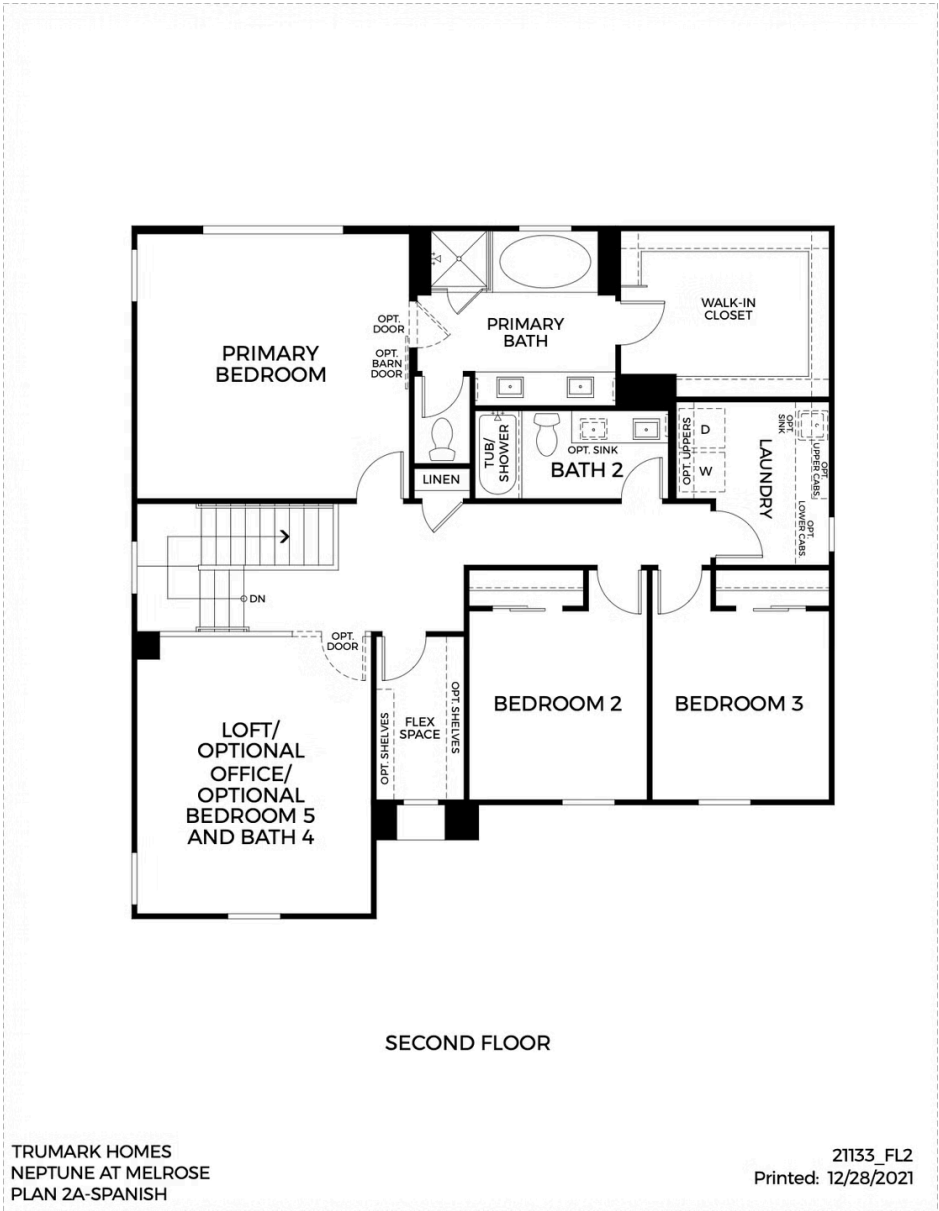 OPT.
DOOR
PRIMARY
BATH
WALK-IN
CLOSET
PRIMARY
BEDROOM
OPT.
BARN
DOOR
TUB/
SHOWER
OPT. SINK
BATH 2
LINEN
OPT. UPPERS
D
W
LAUNDRY
OPT.
SINK
OPT.
UPPER CABS.
OPT.
LOWER CABS.
DN
OPT.
DOOR
LOFT/
OPTIONAL
OFFICE/
OPTIONAL
BEDROOM 5
AND BATH 4
OPT. SHELVES
FLEX
SPACE
OPT. SHELVES
BEDROOM 2
BEDROOM 3
SECOND FLOOR
TRUMARK HOMES
NEPTUNE AT MELROSE
PLAN 2A-SPANISH
21133_FL2
Printed: 12/28/2021